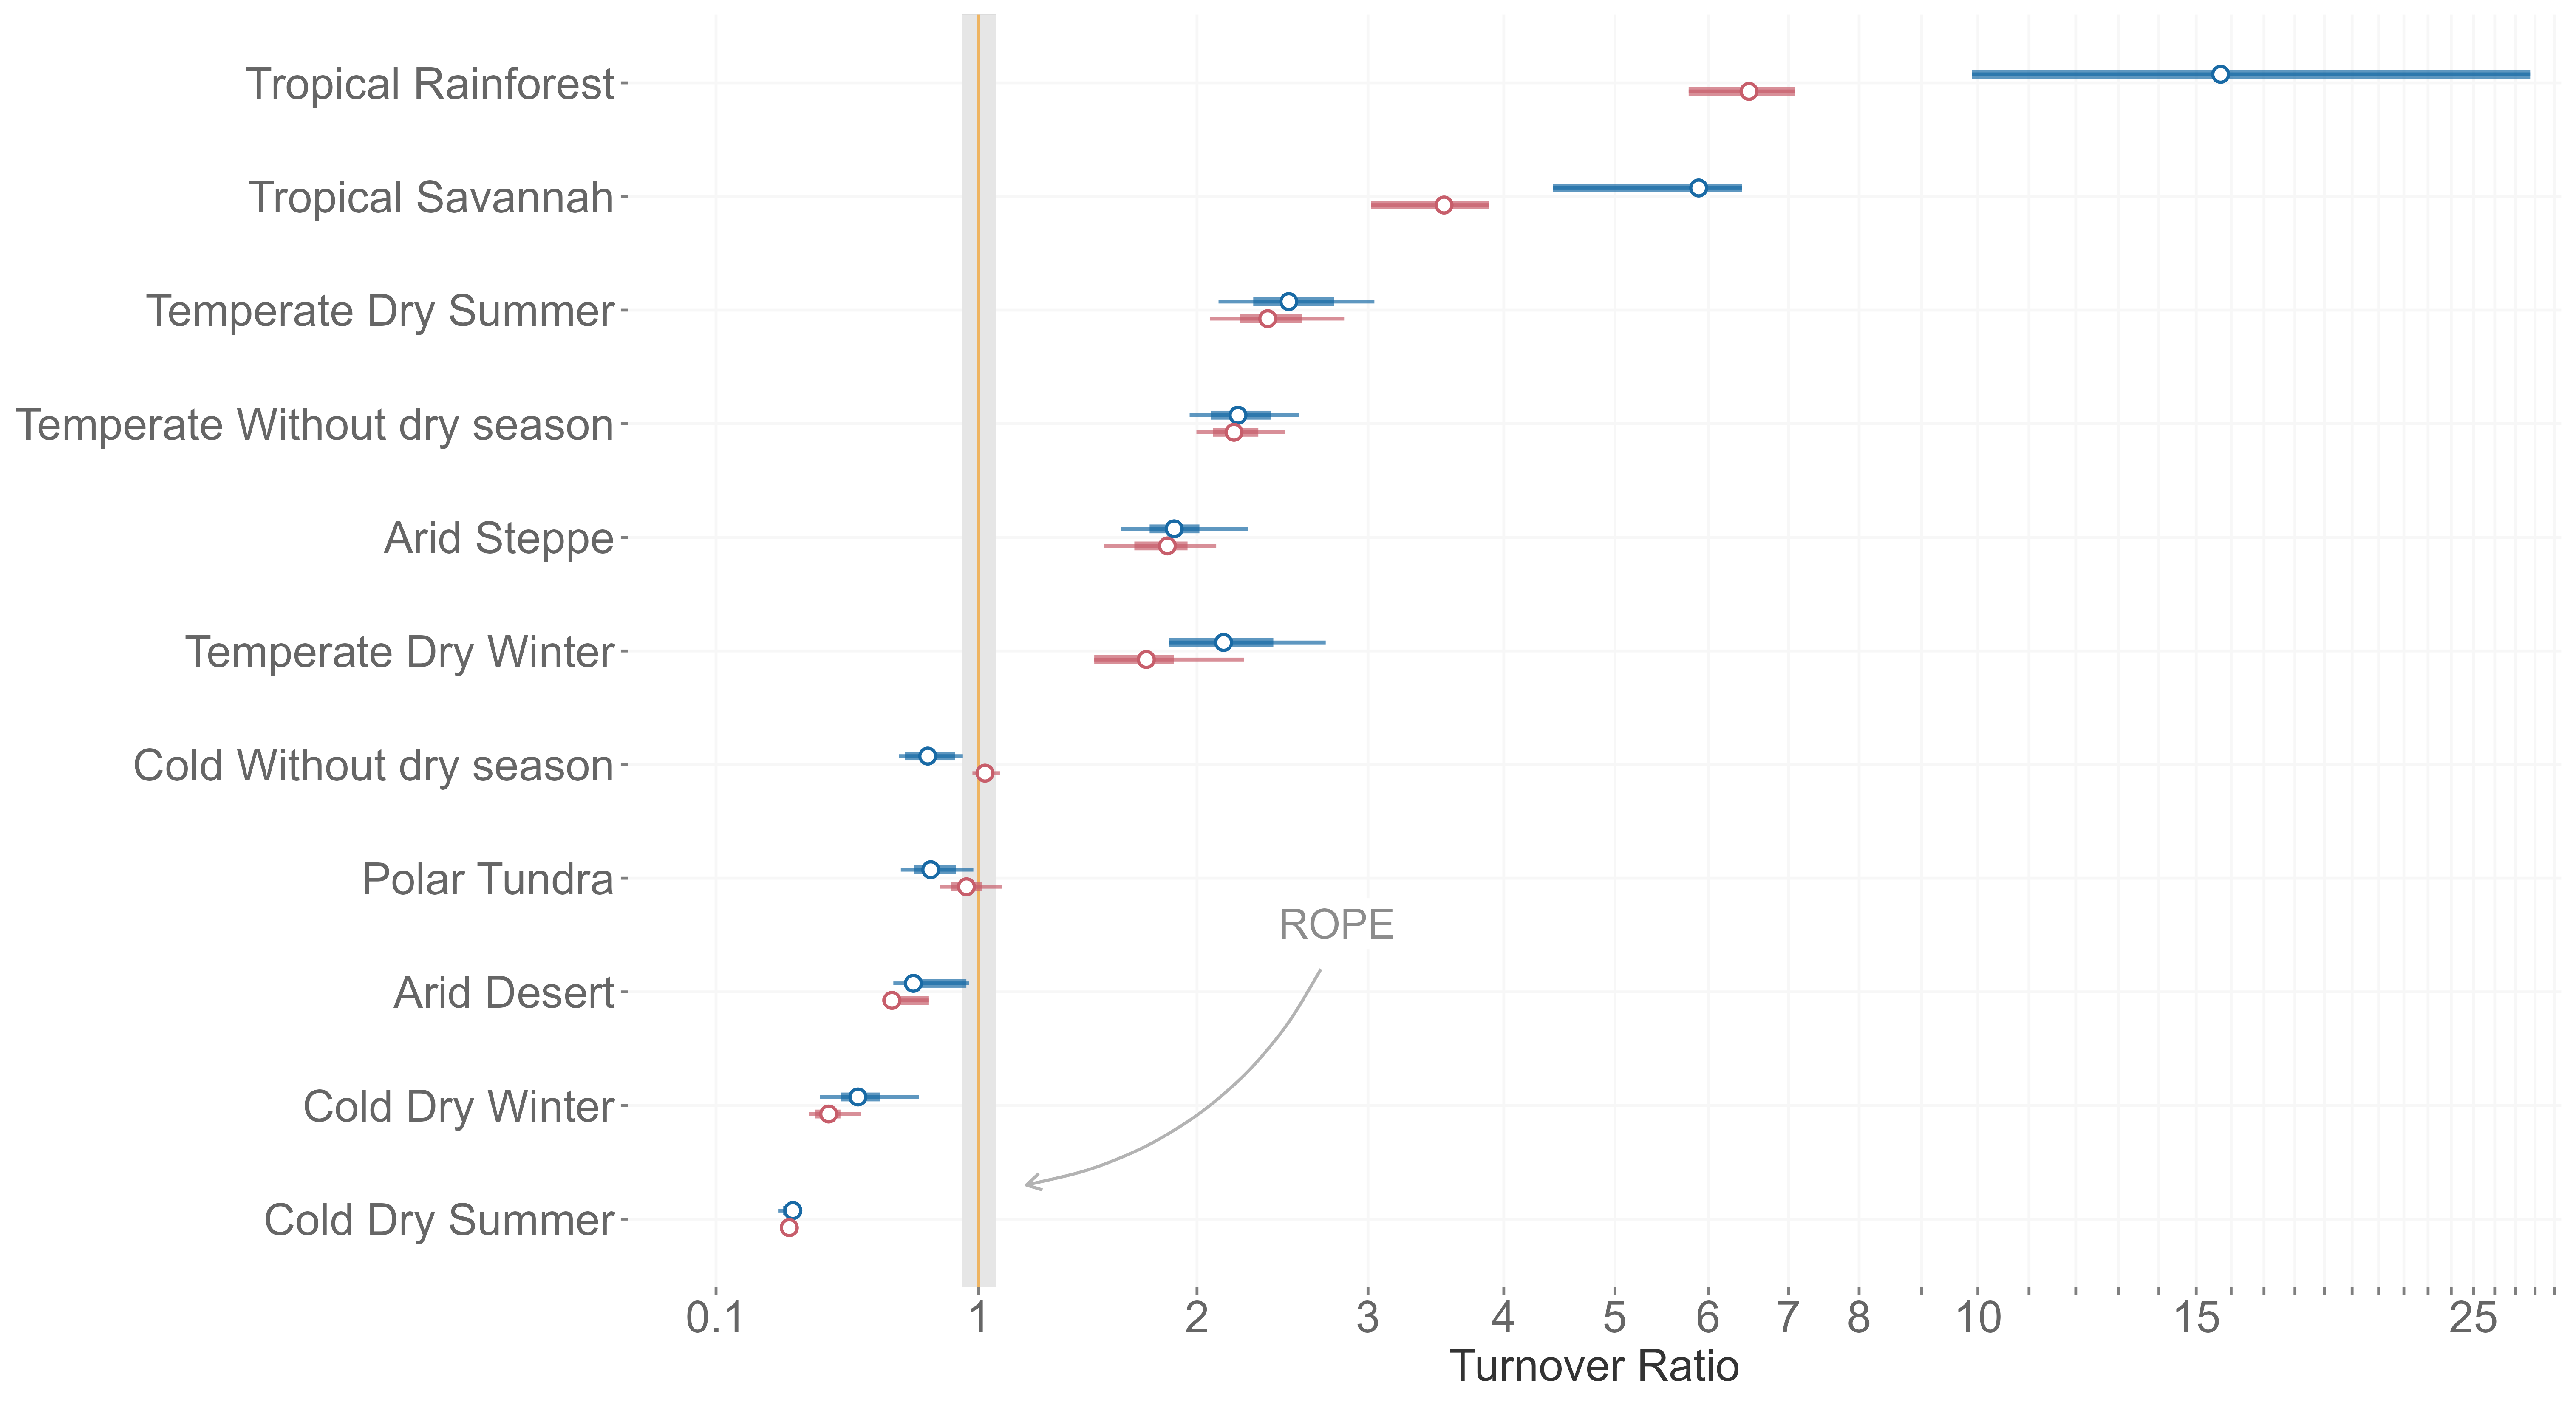 Tropical Rainforest
Tropical Savannah
Temperate Dry Summer
Temperate Without dry season
Arid Steppe
Temperate Dry Winter
Cold Without dry season
Polar Tundra
ROPE
Arid Desert
Cold Dry Winter
Cold Dry Summer
0.1 1 2 3 4 5 6 7 8 10 15 25
Turnover Ratio